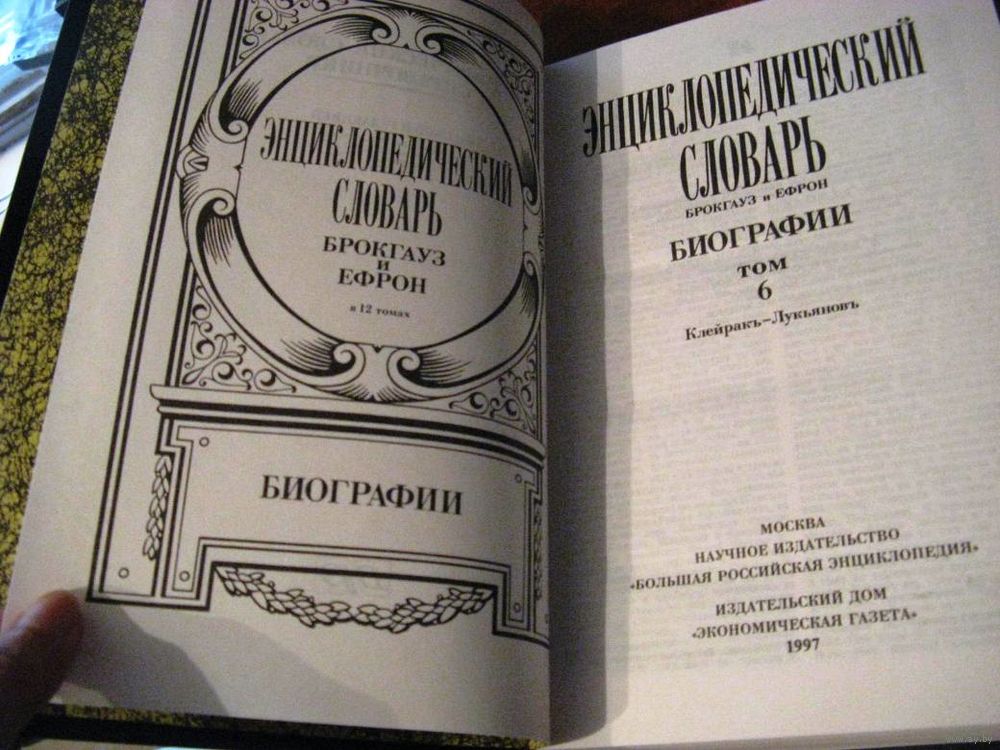 ЭНЦИКЛОПЕДИЧЕСКИЙ
СЛОВАРЬ
БРОКГАУЗ
и
ЕФРОН
в 12 томах
БИОГРАФИИ
ЭНЦИКЛОПЕДИЧЕСКИЙ
СЛОВАРЬ
БРОКГАУЗ и ЕФРОН
БИОГРАФИИ
ТОМ
6
Клейракъ–Лукьяновъ
МОСКВА
НАУЧНОЕ ИЗДАТЕЛЬСТВО
«БОЛЬШАЯ РОССИЙСКАЯ ЭНЦИКЛОПЕДИЯ»
ИЗДАТЕЛЬСКИЙ ДОМ
«ЭКОНОМИЧЕСКАЯ ГАЗЕТА»
1997